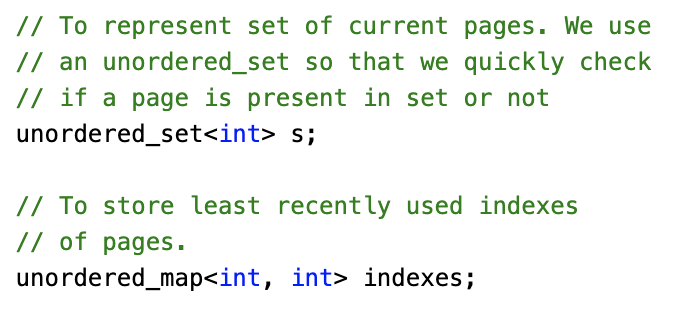 // To represent set of current pages. We use
// an unordered_set so that we quickly check
// if a page is present in set or not
unordered_set<int> s;
// To store least recently used indexes
// of pages.
unordered_map<int, int> indexes;